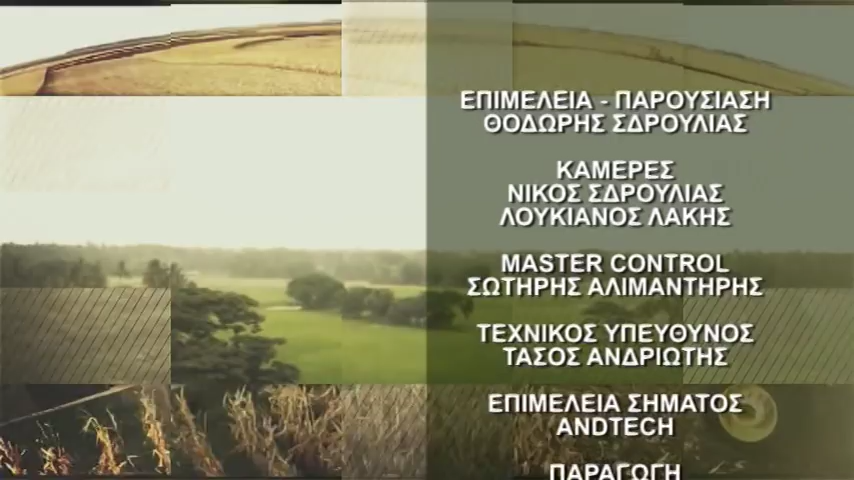 ΕΠΙΜΕΛΕΙΑ - ΠΑΡΟΥΣΙΑΣΗ
ΘΟΔΩΡΗΣ ΣΔΡΟΥΛΙΑΣ
ΚΑΜΕΡΕΣ
ΝΙΚΟΣ ΣΔΡΟΥΛΙΑΣ
ΛΟΥΚΙΑΝΟΣ ΛΑΚΗΣ
MASTER CONTROL
ΣΩΤΗΡΗΣ ΑΛΙΜΑΝΤΗΡΗΣ
ΤΕΧΝΙΚΟΣ ΥΠΕΥΘΥΝΟΣ
ΤΑΣΟΣ ΑΝΔΡΙΩΤΗΣ
ΕΠΙΜΕΛΕΙΑ ΣΗΜΑΤΟΣ
ANDTECH
ΠΑΡΑΓΩΓΗ